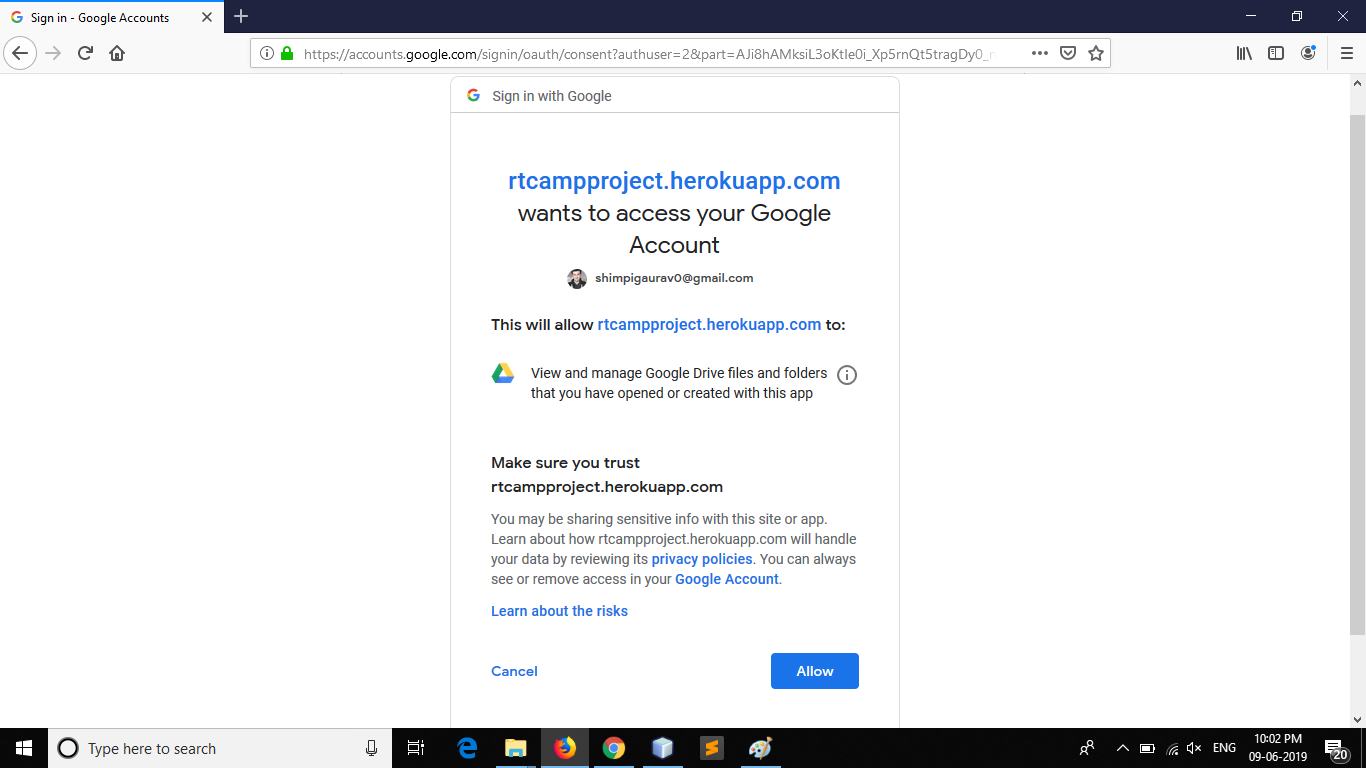 Sign in - Google Accounts
https://accounts.google.com/signin/oauth/consent?authuser=2&part=AJi8hAMksiL3oKtIe0i_Xp5rnQt5tragDy0_
Sign in with Google
rtcampproject.herokuapp.com
wants to access your Google
Account
shimpigaurav0@gmail.com
This will allow rtcampproject.herokuapp.com to:
View and manage Google Drive files and folders
that you have opened or created with this app
Make sure you trust
rtcampproject.herokuapp.com
You may be sharing sensitive info with this site or app.
Learn about how rtcampproject.herokuapp.com will handle
your data by reviewing its privacy policies. You can always
see or remove access in your Google Account.
Learn about the risks
Cancel
Allow
Type here to search
ENG
10:02 PM
09-06-2019
20